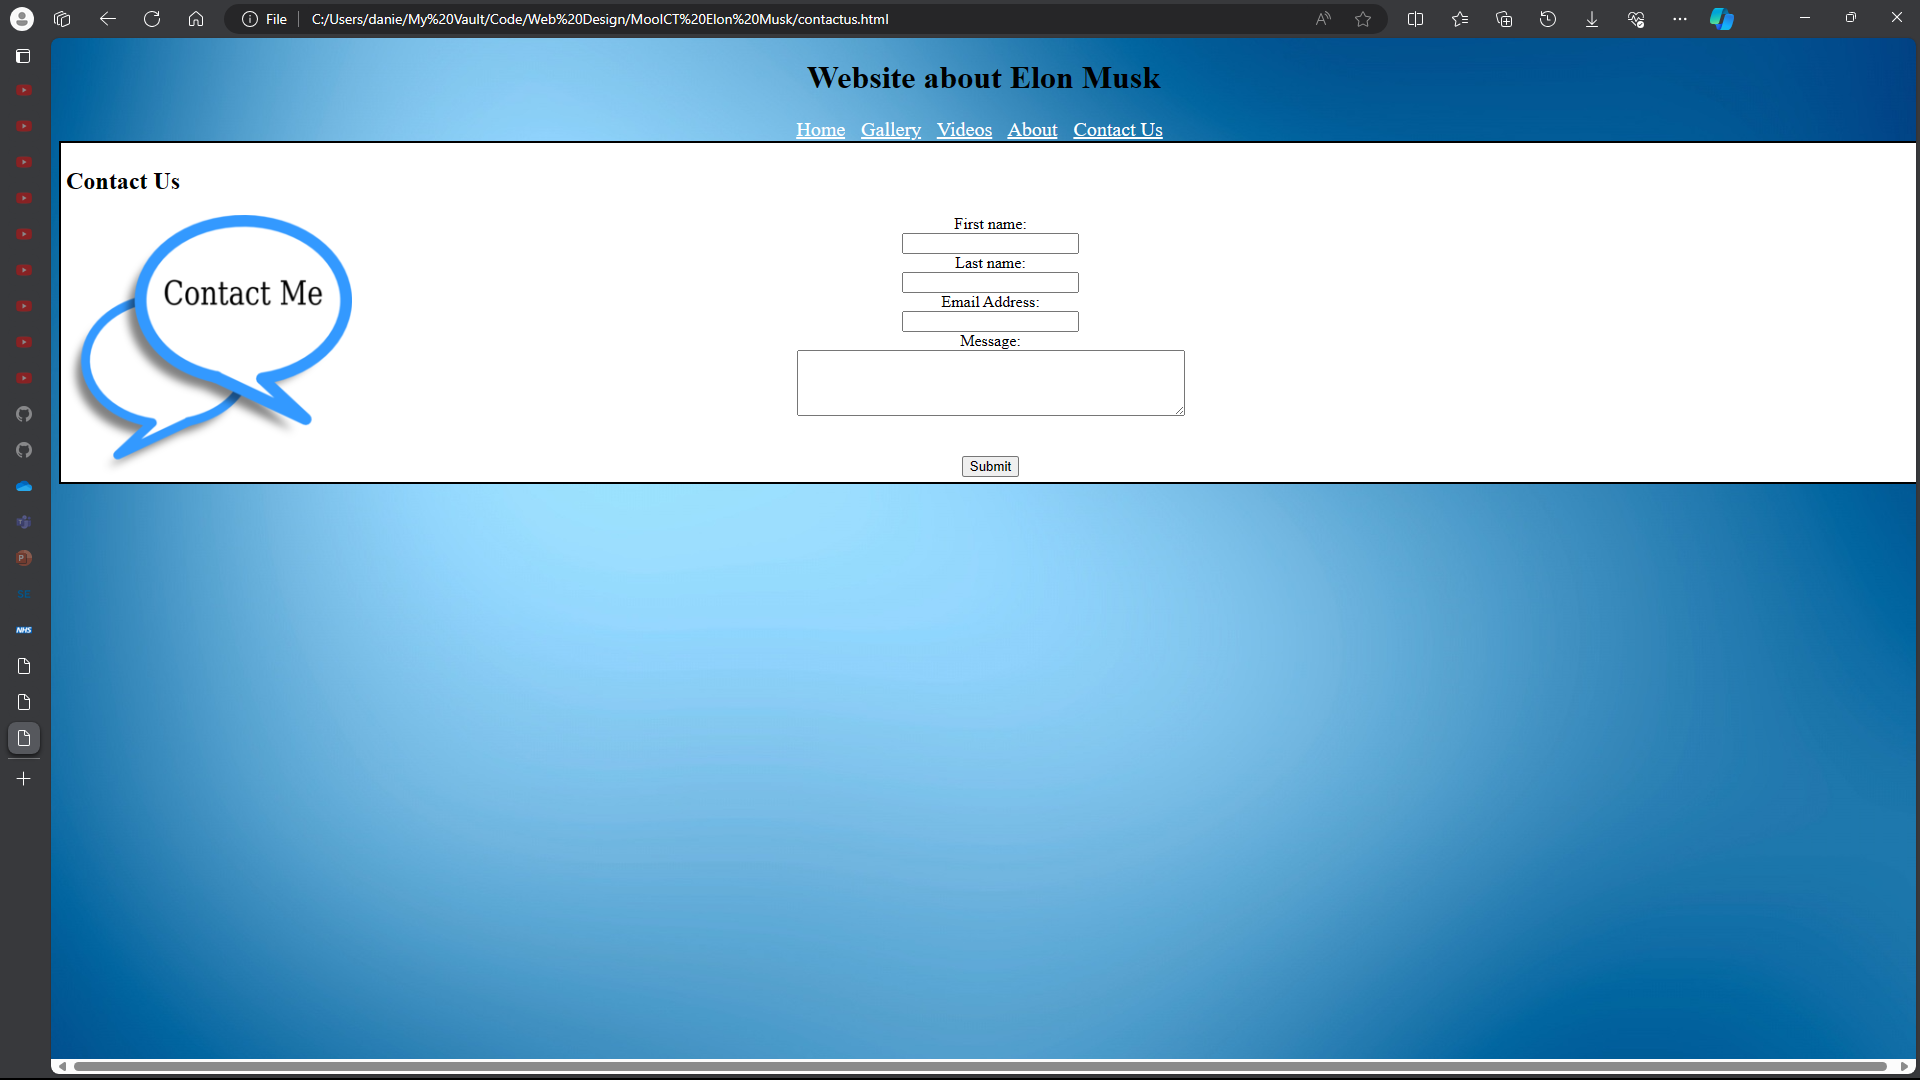 File C:/Users/danie/My%20Vault/Code/Web%20Design/MooICT%20Elon%20Musk/contactus.html
Website about Elon Musk
Home Gallery Videos About Contact Us
Contact Us
Contact Me
First name:
Last name:
Email Address:
Message:
Submit
NHS